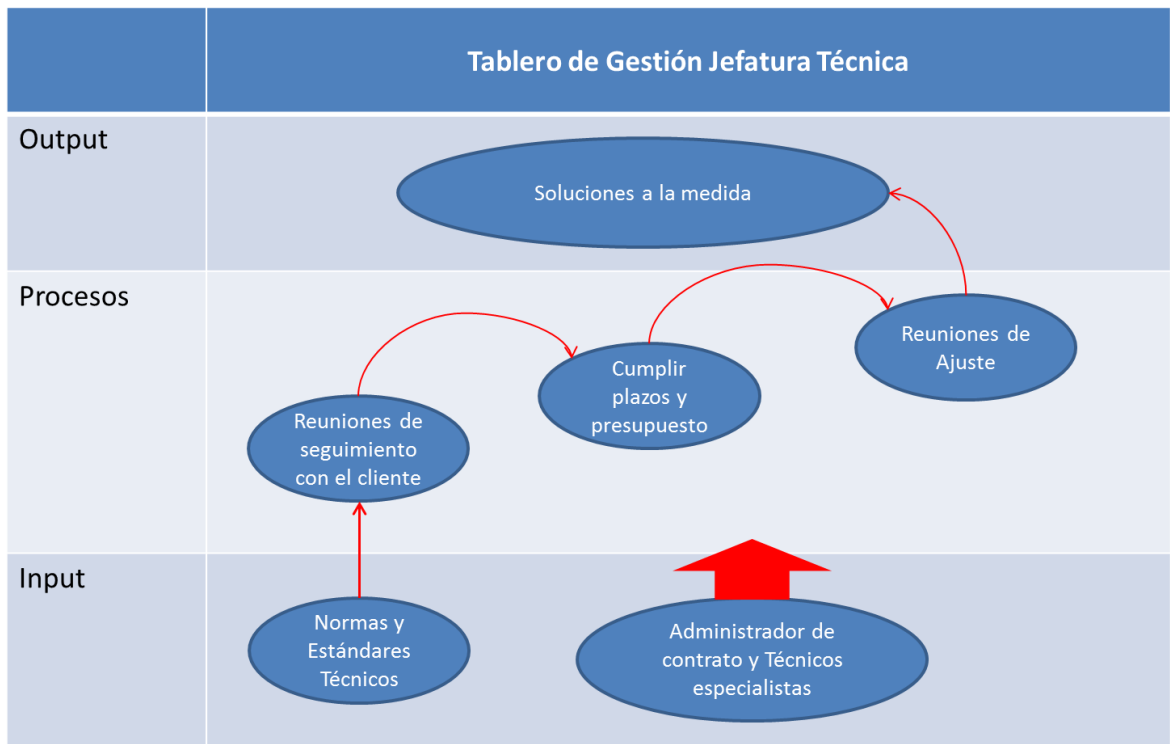 Tablero de Gestión Jefatura Técnica
Output
Soluciones a la medida
Procesos
Reuniones de
Ajuste
Cumplir
plazos y
presupuesto
Reuniones de
seguimiento
con el cliente
Input
Normas y
Estándares
Técnicos
Administrador de
contrato y Técnicos
especialistas